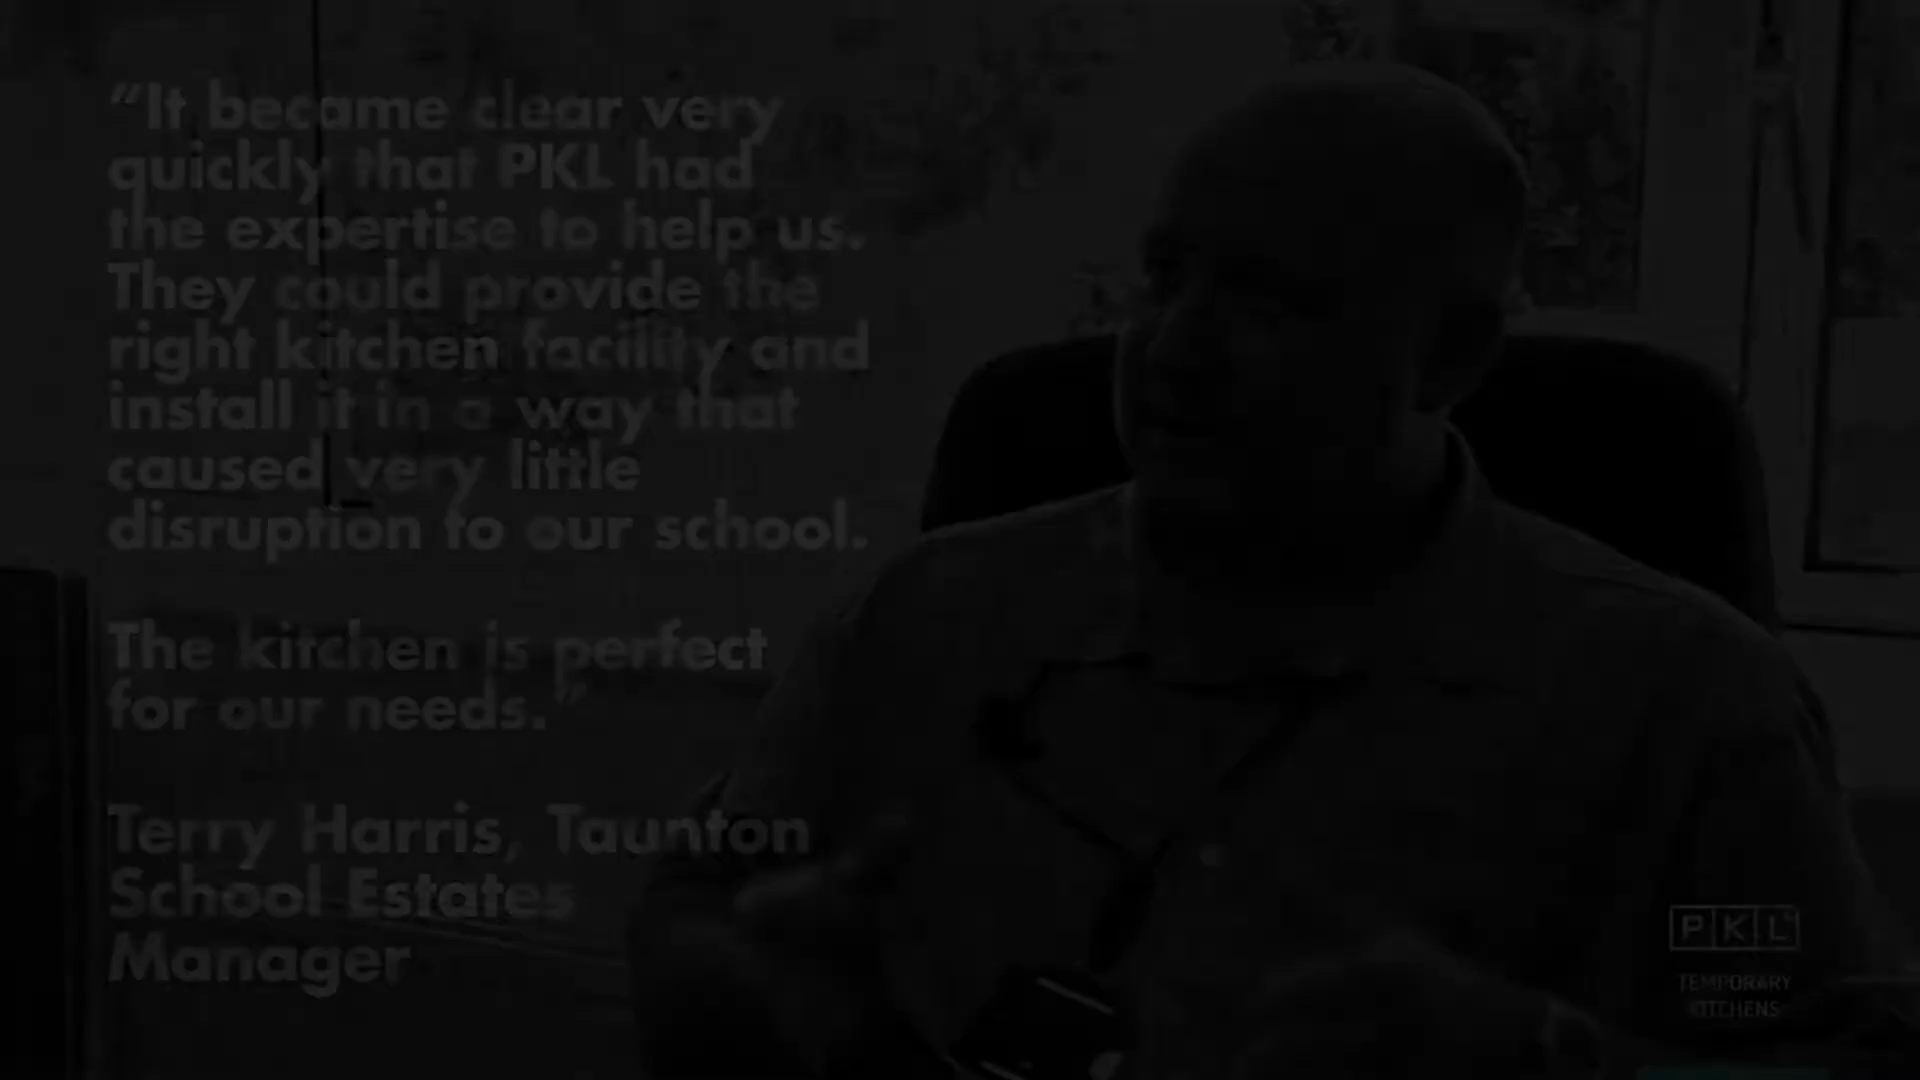 “It became clear very
quickly that PKL had
the expertise to help us.
They could provide the
right kitchen facility and
install it in a way that
caused very little
disruption to our school.
The kitchen is perfect
for our needs.”
Terry Harris, Taunton
School Estates
Manager
PKL
TEMPORARY
KITCHENS